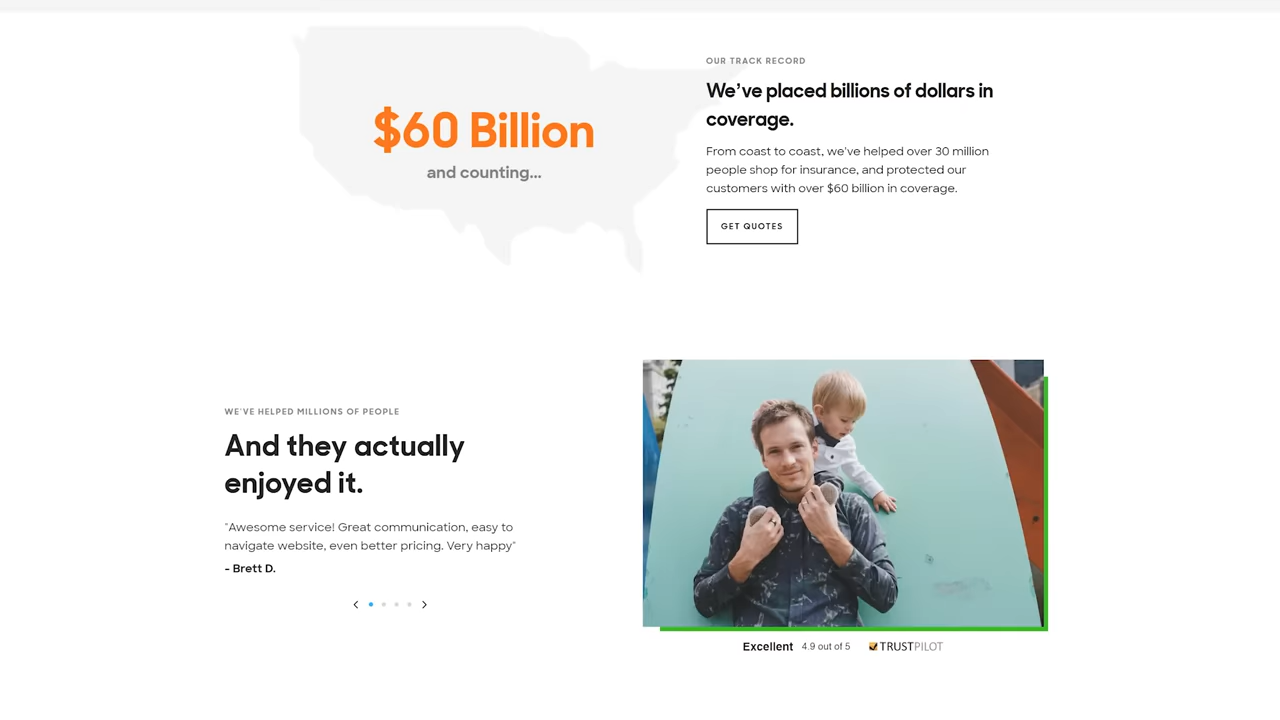 $60 Billion
and counting...
OUR TRACK RECORD
We’ve placed billions of dollars in
coverage.
From coast to coast, we've helped over 30 million
people shop for insurance, and protected our
customers with over $60 billion in coverage.
GET QUOTES
WE'VE HELPED MILLIONS OF PEOPLE
And they actually
enjoyed it.
"Awesome service! Great communication, easy to
navigate website, even better pricing. Very happy"
- Brett D.
Excellent 4.9 out of 5 TRUSTPILOT